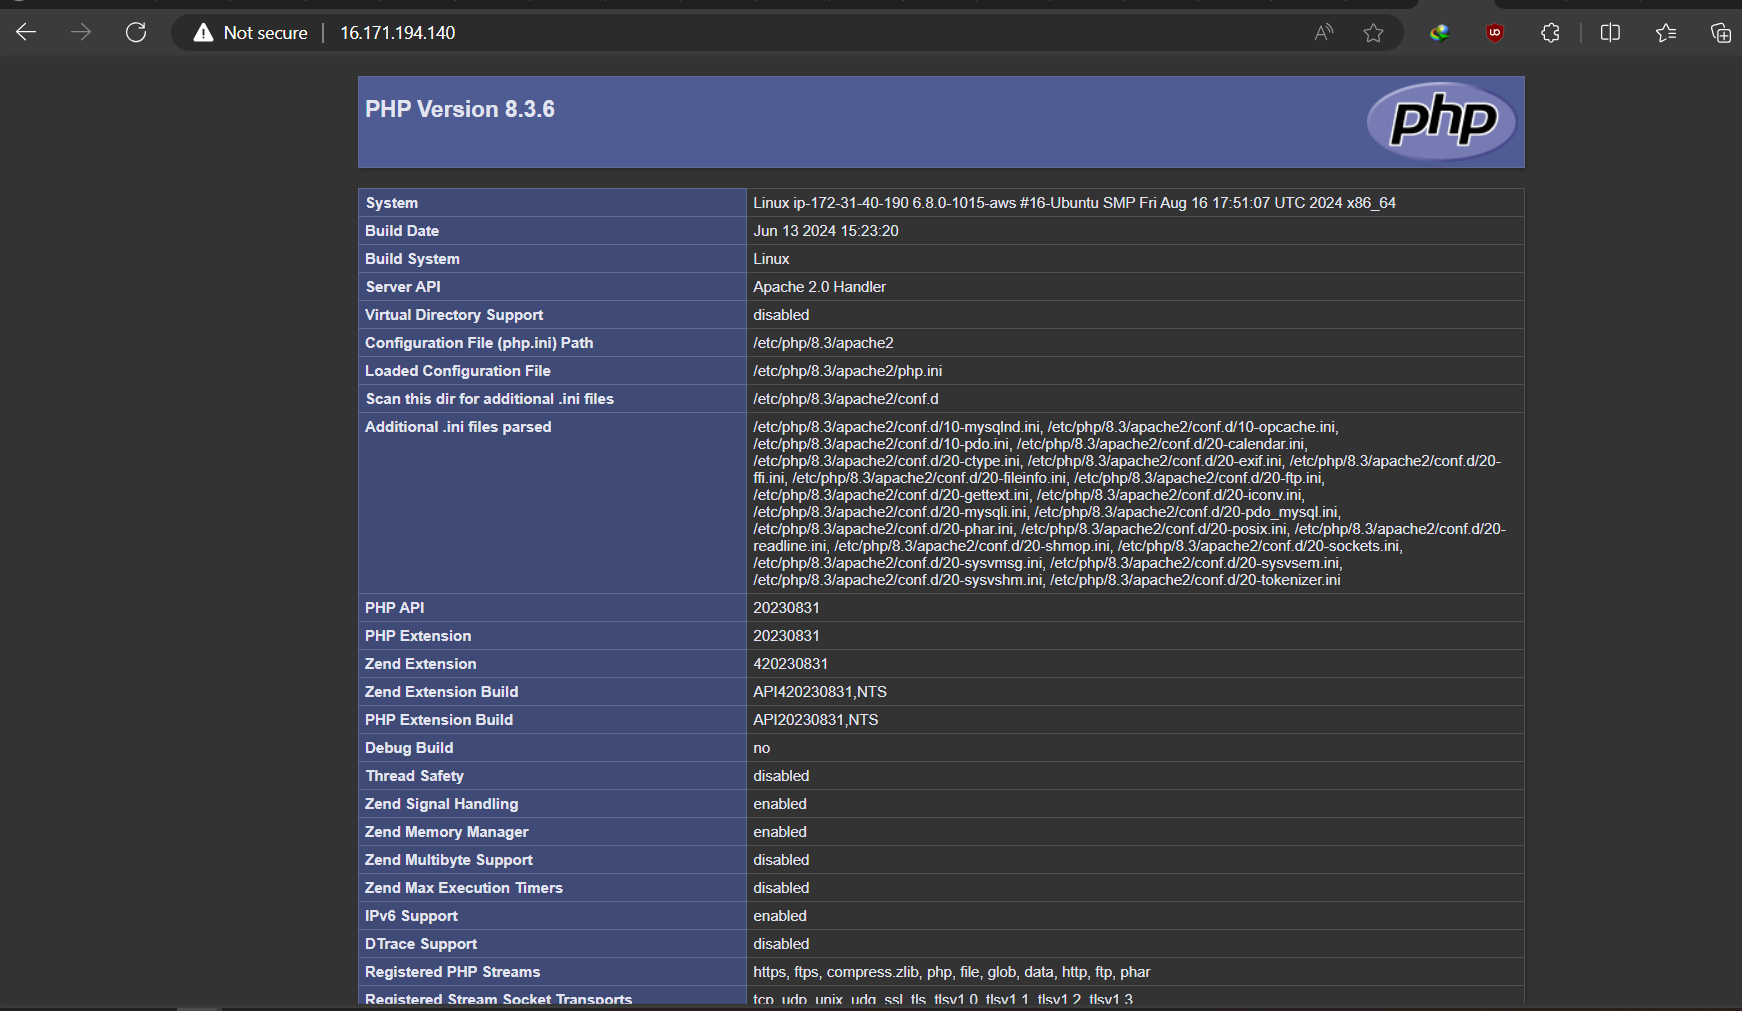 Not secure 16.171.194.140
PHP Version 8.3.6
php
System Linux ip-172-31-40-190 6.8.0-1015-aws #16-Ubuntu SMP Fri Aug 16 17:51:07 UTC 2024 x86_64
Build Date Jun 13 2024 15:23:20
Build System Linux
Server API Apache 2.0 Handler
Virtual Directory Support disabled
Configuration File (php.ini) Path /etc/php/8.3/apache2
Loaded Configuration File /etc/php/8.3/apache2/php.ini
Scan this dir for additional .ini files /etc/php/8.3/apache2/conf.d
Additional .ini files parsed /etc/php/8.3/apache2/conf.d/10-mysqlnd.ini, /etc/php/8.3/apache2/conf.d/10-opcache.ini,
/etc/php/8.3/apache2/conf.d/10-pdo.ini, /etc/php/8.3/apache2/conf.d/20-calendar.ini,
/etc/php/8.3/apache2/conf.d/20-ctype.ini, /etc/php/8.3/apache2/conf.d/20-exif.ini, /etc/php/8.3/apache2/conf.d/20-
ffi.ini, /etc/php/8.3/apache2/conf.d/20-fileinfo.ini, /etc/php/8.3/apache2/conf.d/20-ftp.ini,
/etc/php/8.3/apache2/conf.d/20-gettext.ini, /etc/php/8.3/apache2/conf.d/20-iconv.ini,
/etc/php/8.3/apache2/conf.d/20-mysqli.ini, /etc/php/8.3/apache2/conf.d/20-pdo_mysql.ini,
/etc/php/8.3/apache2/conf.d/20-phar.ini, /etc/php/8.3/apache2/conf.d/20-posix.ini, /etc/php/8.3/apache2/conf.d/20-
readline.ini, /etc/php/8.3/apache2/conf.d/20-shmop.ini, /etc/php/8.3/apache2/conf.d/20-sockets.ini,
/etc/php/8.3/apache2/conf.d/20-sysvmsg.ini, /etc/php/8.3/apache2/conf.d/20-sysvsem.ini,
/etc/php/8.3/apache2/conf.d/20-sysvshm.ini, /etc/php/8.3/apache2/conf.d/20-tokenizer.ini
PHP API 20230831
PHP Extension 20230831
Zend Extension 420230831
Zend Extension Build API420230831,NTS
PHP Extension Build API20230831,NTS
Debug Build no
Thread Safety disabled
Zend Signal Handling enabled
Zend Memory Manager enabled
Zend Multibyte Support disabled
Zend Max Execution Timers disabled
IPv6 Support enabled
DTrace Support disabled
Registered PHP Streams https, ftps, compress.zlib, php, file, glob, data, http, ftp, phar
Registered Stream Socket Transports tcp, udp, unix, udg, ssl, tls, tlsv1.0, tlsv1.1, tlsv1.2, tlsv1.3